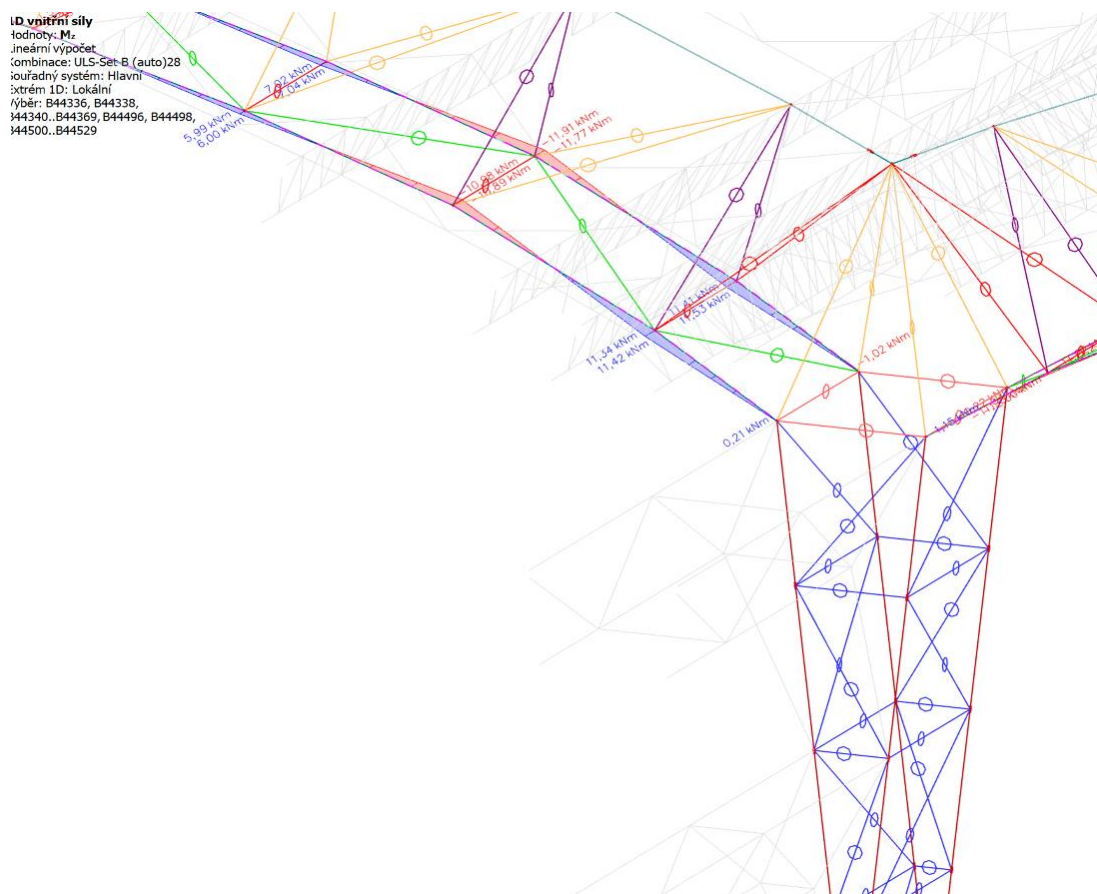 1D vnitřní síly
Hodnoty: Mz
Lineární výpočet
Kombinace: ULS-Set B (auto)28
Souřadný systém: Hlavní
Extrém 1D: Lokální
Výběr: B44336, B44338,
B44340..B44369, B44496, B44498,
B44500..B44529
7,02 kNm
7,04 kNm
5,99 kNm
6,00 kNm
-11,91 kNm
-11,77 kNm
-10,88 kNm
11,41 kNm
11,53 kNm
11,34 kNm
11,42 kNm
-1,02 kNm
0,21 kNm